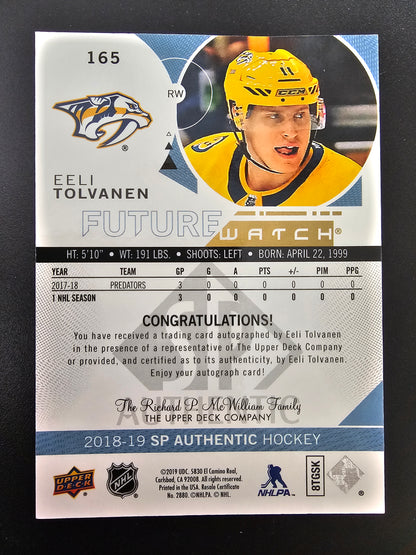 165
RW
11
CCM
EELI
TOLVANEN
FUTURE
WATCH®
HT: 5'10" • WT: 191 LBS. • SHOOTS: LEFT • BORN: APRIL 22, 1999
YEAR TEAM GP G A PTS +/- PIM PPG
2017-18 PREDATORS 3 0 0 0 0 0 0
1 NHL SEASON 3 0 0 0 0 0 0
CONGRATULATIONS!
You have received a trading card autographed by Eeli Tolvanen
in the presence of a representative of The Upper Deck Company
or provided, and certified as to its authenticity, by Eeli Tolvanen.
Enjoy your autograph card!
SP
AUTHENTIC
The Richard P. McWilliam Family
THE UPPER DECK COMPANY
2018-19 SP AUTHENTIC HOCKEY
UPPER DECK
NHL
©2019 UDC. 5830 El Camino Real,
Carlsbad, CA 92008. All rights reserved.
Printed in the USA. Resale Certificate
No. 2880. ©NHLPA. © NHL.
NHLPA
8TGSK
®